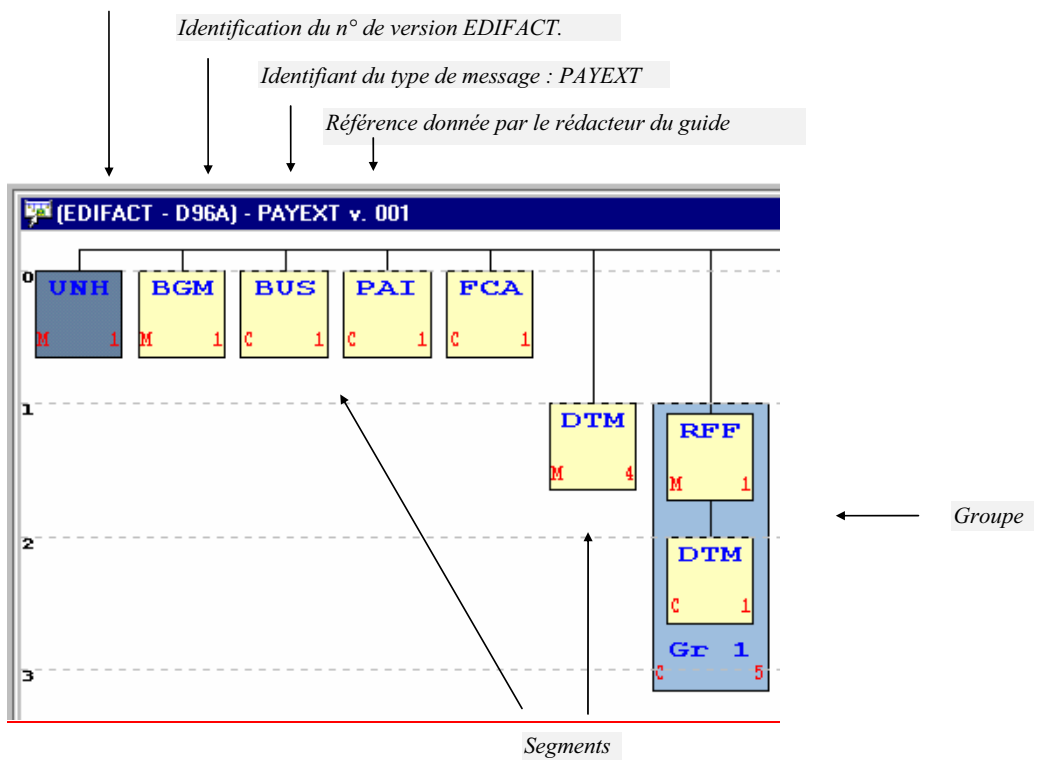 Identification du n° de version EDIFACT.
Identifiant du type de message : PAYEXT
Référence donnée par le rédacteur du guide
(EDIFACT - D96A) - PAYEXT v. 001
0
UNH BGM BUS PAI FCA
M 1 M 1 C 1 C 1 C 1
1
DTM RFF
M 4 M 1
Groupe
2
DTM
C 1
Gr 1
3
C 5
Segments